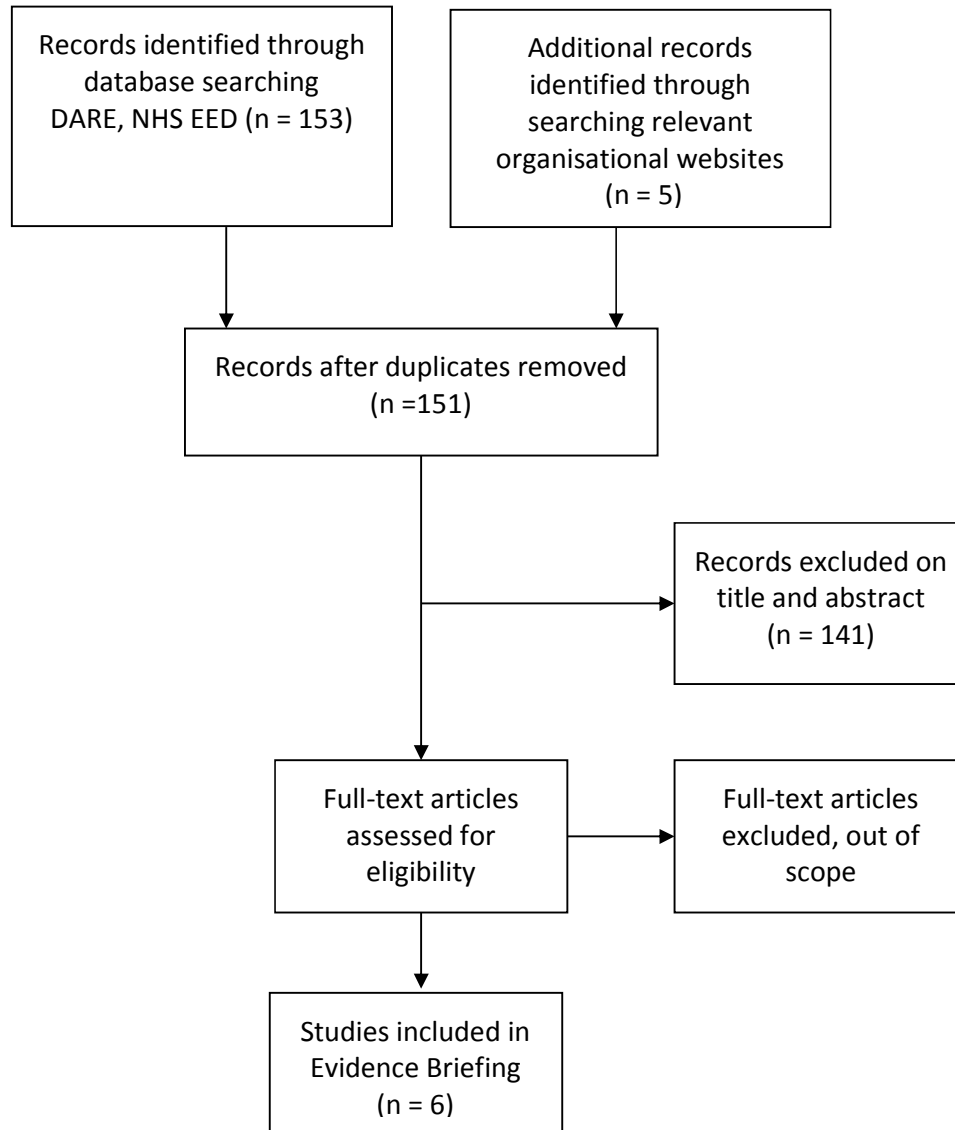 Records identified through
database searching
DARE, NHS EED (n = 153)
Additional records
identified through
searching relevant
organisational websites
(n = 5)
Records after duplicates removed
(n =151)
Records excluded on
title and abstract
(n = 141)
Full-text articles
assessed for
eligibility
Full-text articles
excluded, out of
scope
Studies included in
Evidence Briefing
(n = 6)